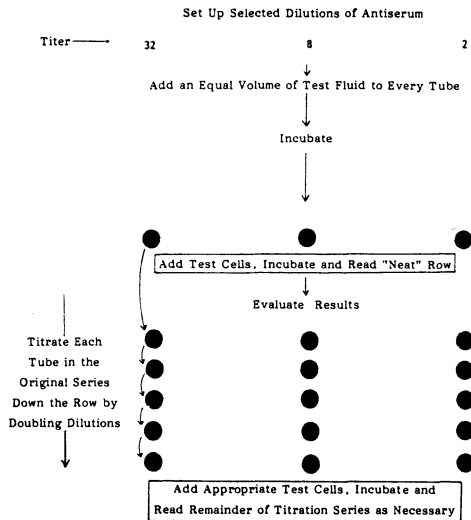 Set Up Selected Dilutions of Antiserum
Titer
32 8 2
Add an Equal Volume of Test Fluid to Every Tube
Incubate
Add Test Cells, Incubate and Read "Neat" Row
Evaluate Results
Titrate Each
Tube in the
Original Series
Down the Row by
Doubling Dilutions
Add Appropriate Test Cells, Incubate and
Read Remainder of Titration Series as Necessary